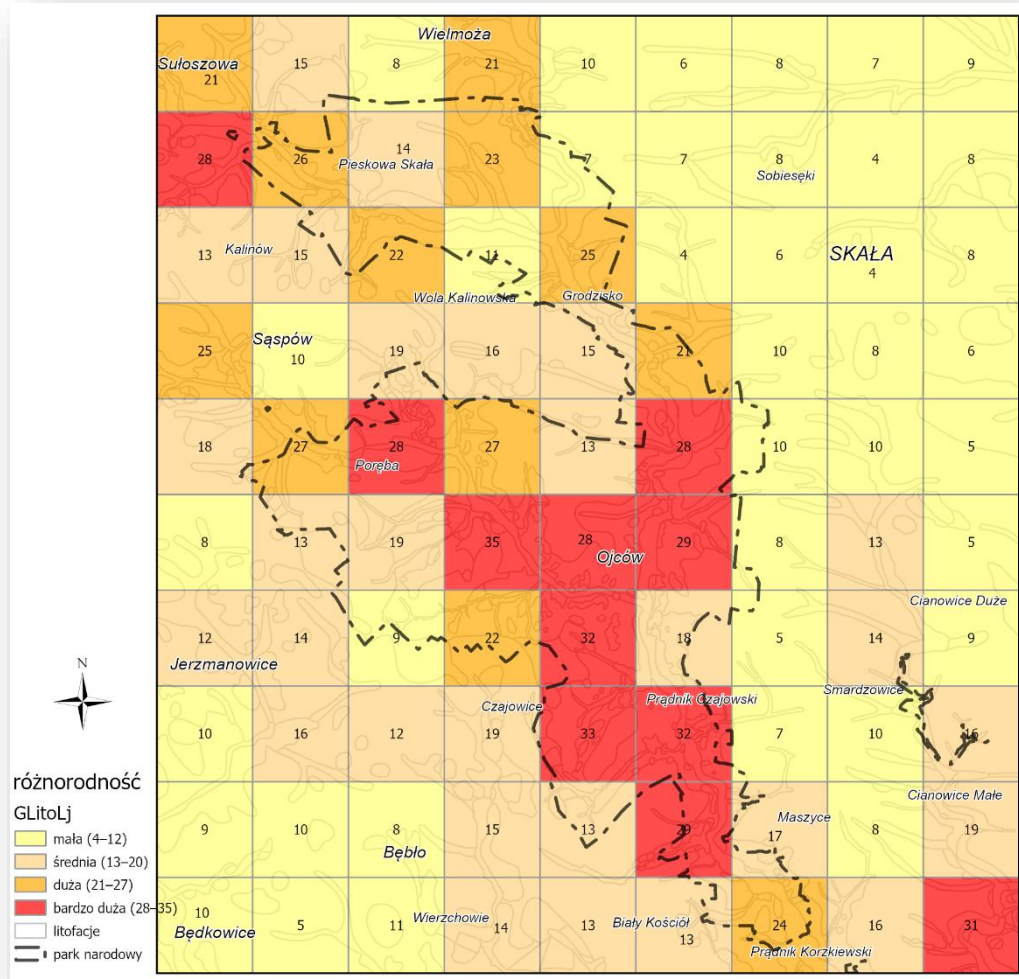 Wielmoża
Sułoszowa
21 15 8 21 10 6 8 7 9
28 26 14 23 7 7 8 4 8
Pieskowa Skała
Sobiesęki
Kalinów
SKAŁA
13 15 22 11 25 4 6 4 8
Wola Kalinowska
Grodzisko
Sąspów
25 10 19 16 15 21 10 8 6
18 27 28 27 13 28 10 10 5
Poręba
8 13 19 35 28 29 8 13 5
Ojców
Cianowice Duże
12 14 9 22 32 18 5 14 9
Jerzmanowice
Smardzowice
Prądnik Czajowski
Czajowice
10 16 12 19 33 32 7 10 16
Cianowice Małe
Maszyce
9 10 8 15 13 29 17 8 19
Bębło
10 5 11 14 13 13 24 16 31
Będkowice
Wierzchowie
Biały Kościół
Prądnik Korzkiewski
N
różnorodność
GLitoLj
mała (4–12)
średnia (13–20)
duża (21–27)
bardzo duża (28–35)
litofacje
park narodowy